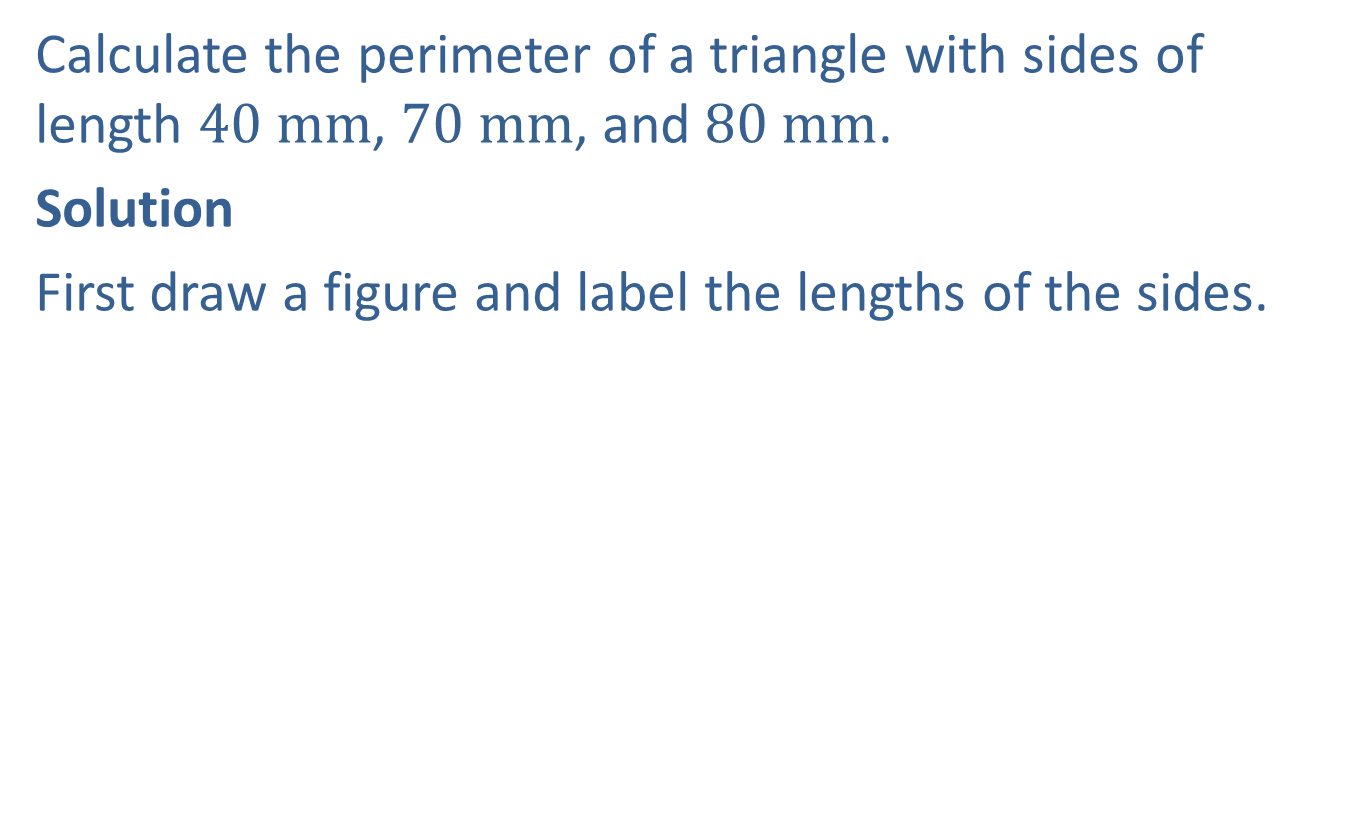 Calculate the perimeter of a triangle with sides of
length 40 mm, 70 mm, and 80 mm.
Solution
First draw a figure and label the lengths of the sides.